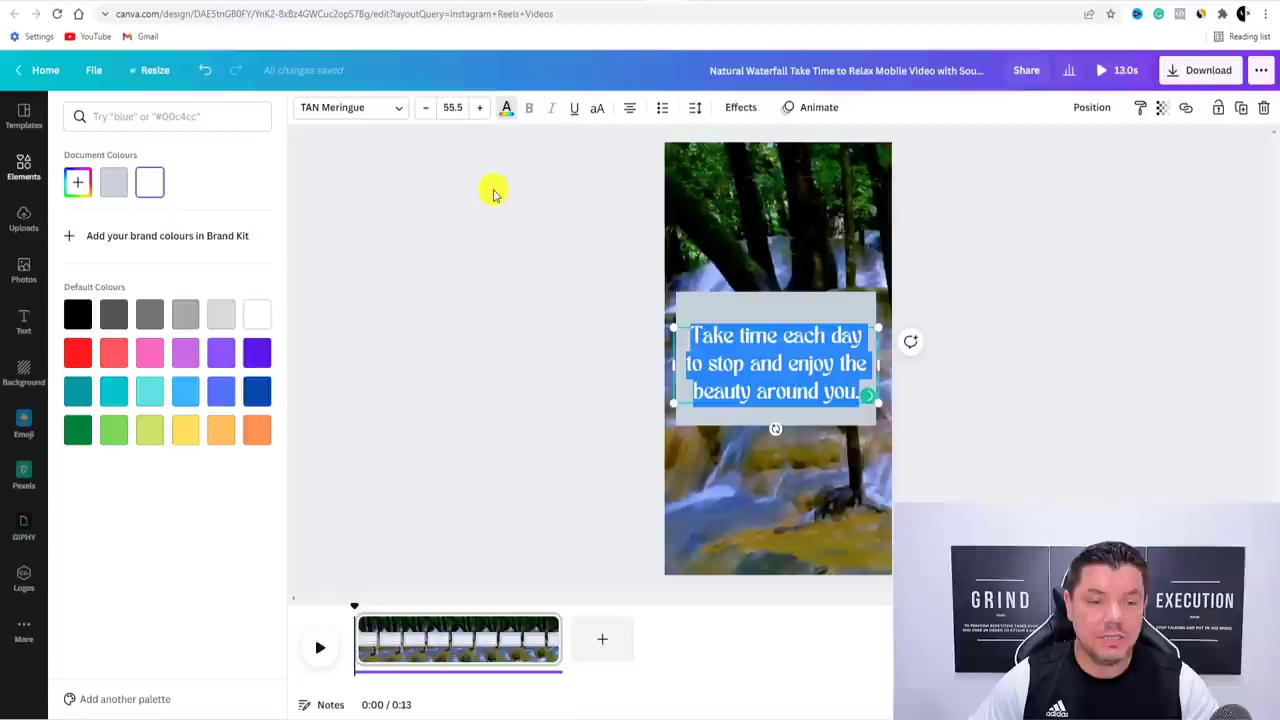 canva.com/design/DAE5tnGB0FY/YnK2-8xBz4GWCuc2opS7Bg/edit?layoutQuery=Instagram+Reels+Videos
Settings YouTube Gmail Reading list
Home File Resize All changes saved Natural Waterfall Take Time to Relax Mobile Video with Sou... Share 13.0s Download
Templates
Elements
Uploads
Photos
Text
Background
Emoji
Pexels
GIPHY
Logos
More
Try "blue" or "#00c4cc"
Document Colours
Add your brand colours in Brand Kit
Default Colours
Add another palette
TAN Meringue - 55.5 + A B I U aA Effects Animate Position
Take time each day
to stop and enjoy the
beauty around you.
Notes 0:00 / 0:13
GRIND
EXECUTION
adidas